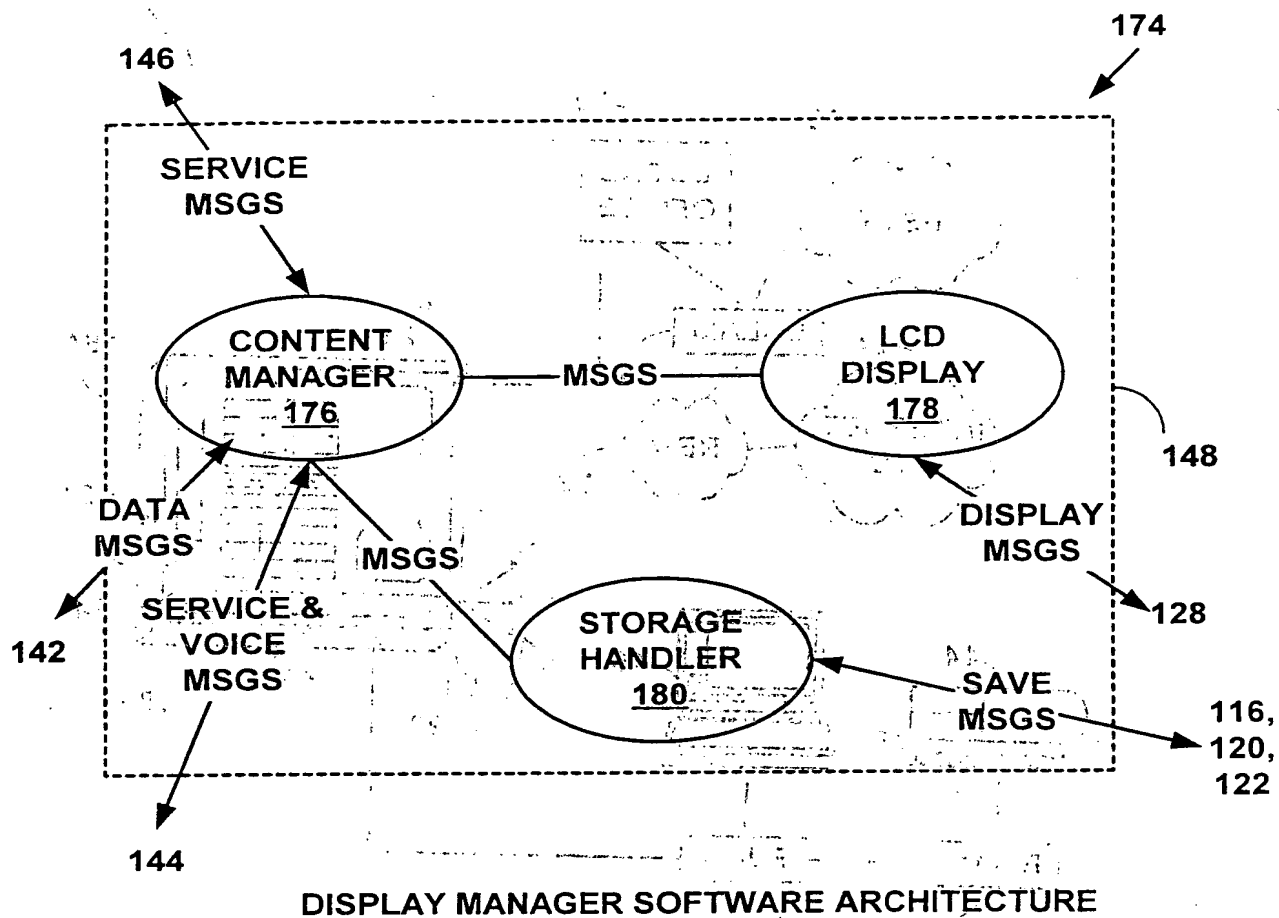 174
146
SERVICE
MSGS
CONTENT
MANAGER
176
MSGS
LCD
DISPLAY
178
148
DATA
MSGS
142
MSGS
DISPLAY
MSGS
128
SERVICE &
VOICE
MSGS
STORAGE
HANDLER
180
SAVE
MSGS
116,
120,
122
144
DISPLAY MANAGER SOFTWARE ARCHITECTURE